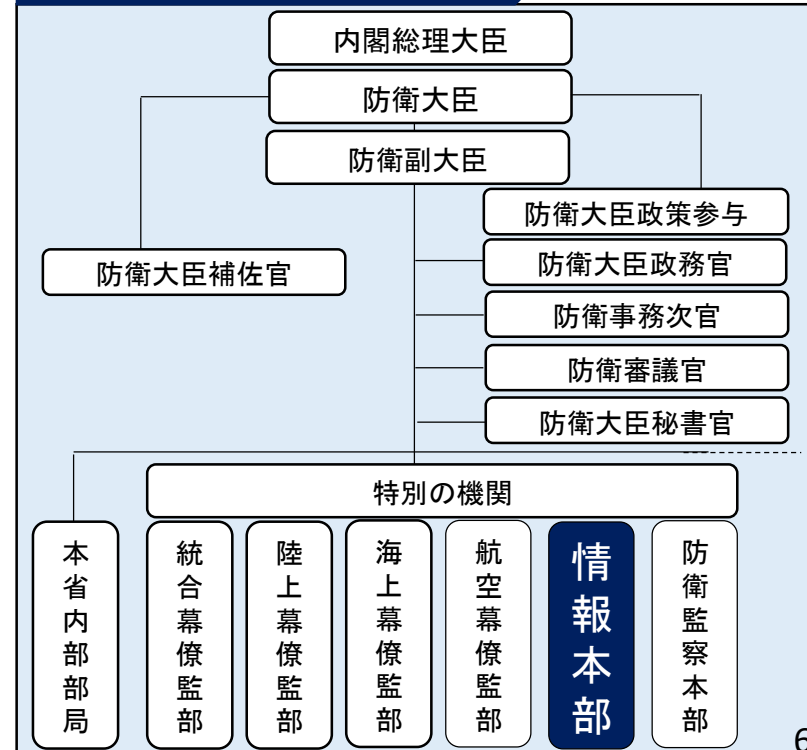 内閣総理大臣
防衛大臣
防衛副大臣
防衛大臣政策参与
防衛大臣補佐官
防衛大臣政務官
防衛事務次官
防衛審議官
防衛大臣秘書官
特別の機関
本省内部部局
統合幕僚監部
陸上幕僚監部
海上幕僚監部
航空幕僚監部
情報本部
防衛監察本部
6